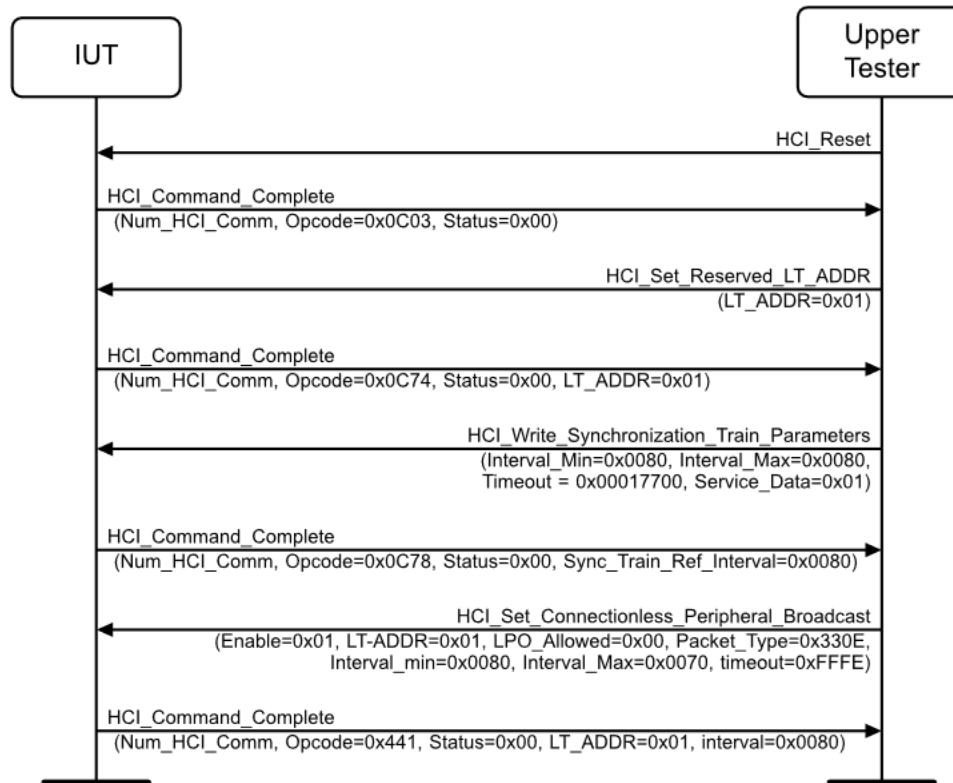 IUT
Upper
Tester
HCI_Reset
HCI_Command_Complete
(Num_HCI_Comm, Opcode=0x0C03, Status=0x00)
HCI_Set_Reserved_LT_ADDR
(LT_ADDR=0x01)
HCI_Command_Complete
(Num_HCI_Comm, Opcode=0x0C74, Status=0x00, LT_ADDR=0x01)
HCI_Write_Synchronization_Train_Parameters
(Interval_Min=0x0080, Interval_Max=0x0080,
Timeout = 0x00017700, Service_Data=0x01)
HCI_Command_Complete
(Num_HCI_Comm, Opcode=0x0C78, Status=0x00, Sync_Train_Ref_Interval=0x0080)
HCI_Set_Connectionless_Peripheral_Broadcast
(Enable=0x01, LT-ADDR=0x01, LPO_Allowed=0x00, Packet_Type=0x330E,
Interval_min=0x0080, Interval_Max=0x0070, timeout=0xFFFE)
HCI_Command_Complete
(Num_HCI_Comm, Opcode=0x441, Status=0x00, LT_ADDR=0x01, interval=0x0080)